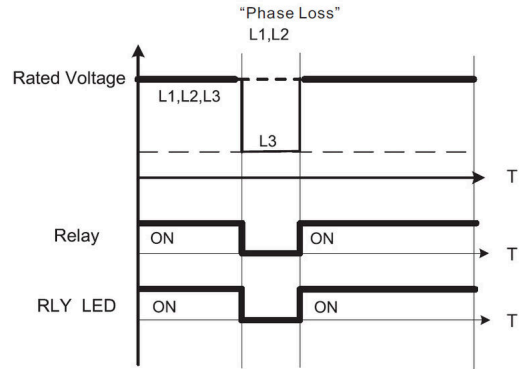 “Phase Loss”
L1,L2
Rated Voltage
L1,L2,L3
L3
T
Relay
ON
ON
T
RLY LED
ON
ON
T